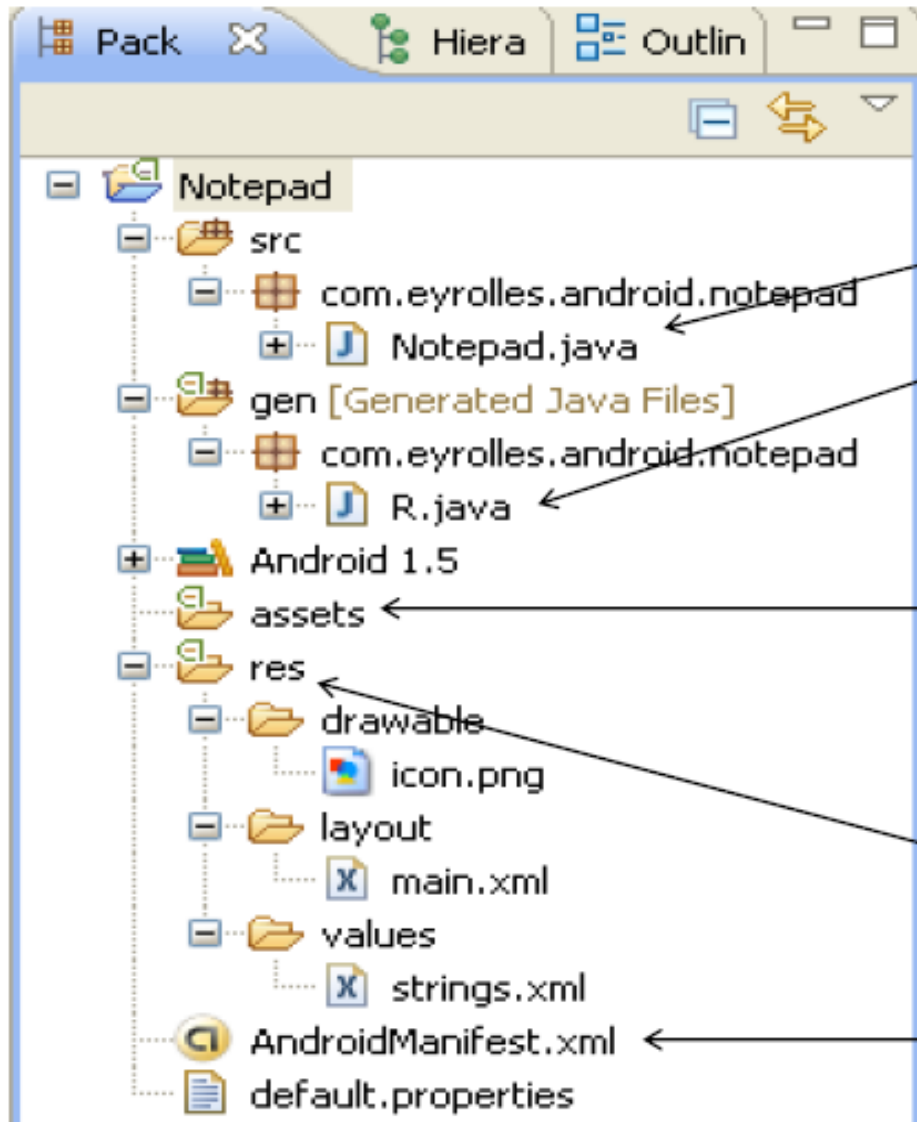 Pack Hiera Outlin
Notepad
src
com.eyrolles.android.notepad
Notepad.java
gen [Generated Java Files]
com.eyrolles.android.notepad
R.java
Android 1.5
assets
res
drawable
icon.png
layout
main.xml
values
strings.xml
AndroidManifest.xml
default.properties